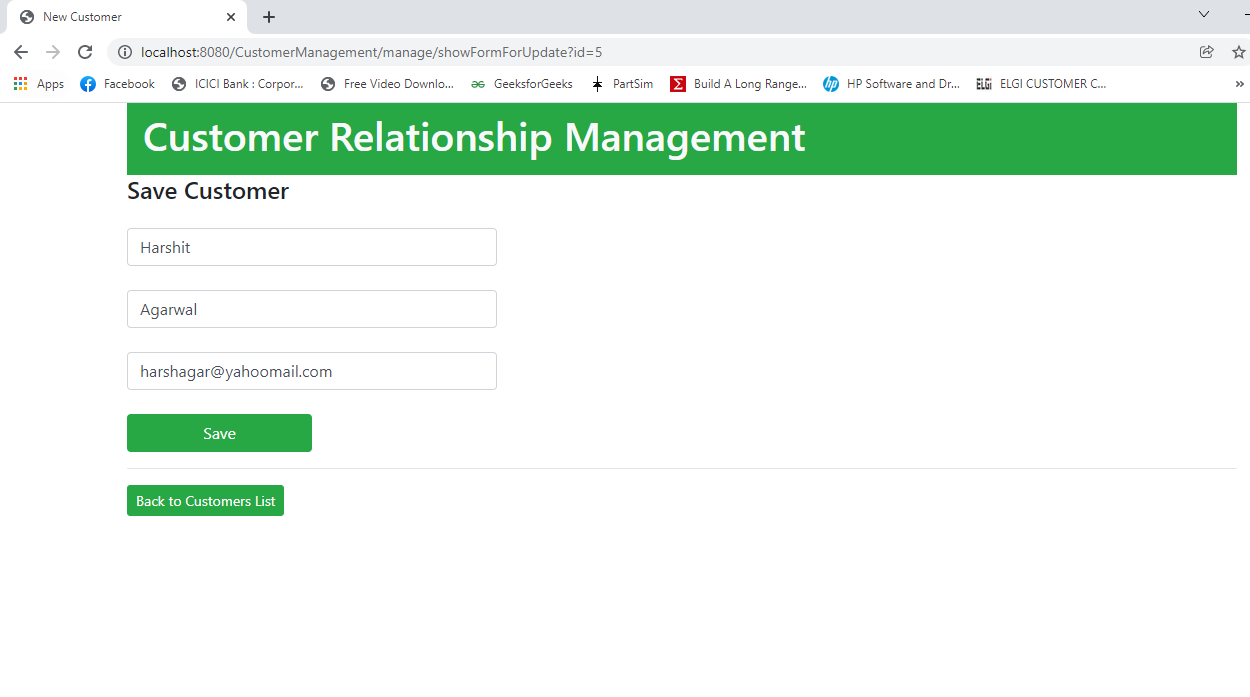 New Customer
localhost:8080/CustomerManagement/manage/showFormForUpdate?id=5
Apps Facebook ICICI Bank : Corpor... Free Video Downlo... GeeksforGeeks PartSim Build A Long Range... HP Software and Dr... ELGI ELGI CUSTOMER C...
Customer Relationship Management
Save Customer
Harshit
Agarwal
harshagar@yahoomail.com
Save
Back to Customers List